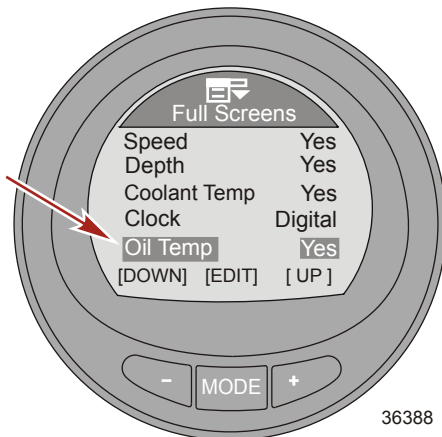 Full Screens
Speed Yes
Depth Yes
Coolant Temp Yes
Clock Digital
Oil Temp Yes
[DOWN] [EDIT] [ UP ]
- MODE +
36388